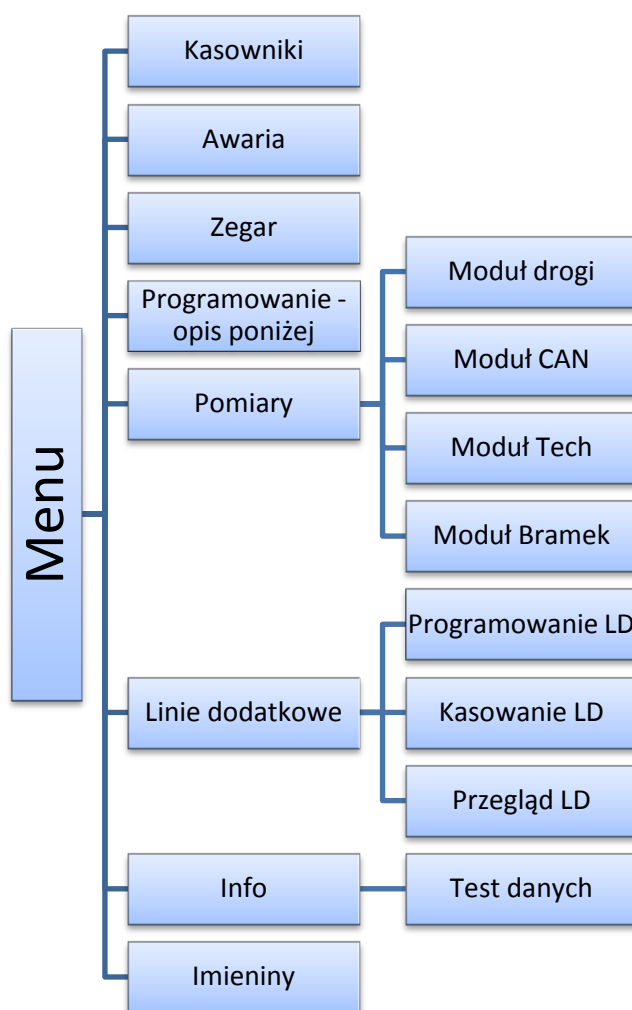 Menu
Kasowniki
Awaria
Zegar
Programowanie -
opis poniżej
Pomiary
Moduł drogi
Moduł CAN
Moduł Tech
Moduł Bramek
Linie dodatkowe
Programowanie LD
Kasowanie LD
Przegląd LD
Info
Test danych
Imieniny